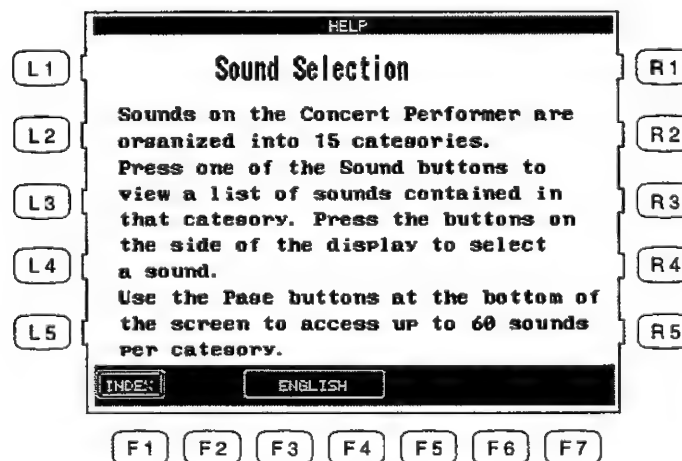 HELP
Sound Selection
L1
R1
Sounds on the Concert Performer are
L2
organized into 15 categories.
R2
Press one of the Sound buttons to
L3
view a list of sounds contained in
R3
that category. Press the buttons on
the side of the display to select
L4
a sound.
R4
Use the Page buttons at the bottom of
L5
the screen to access up to 60 sounds
R5
per category.
INDEX
ENGLISH
F1 F2 F3 F4 F5 F6 F7